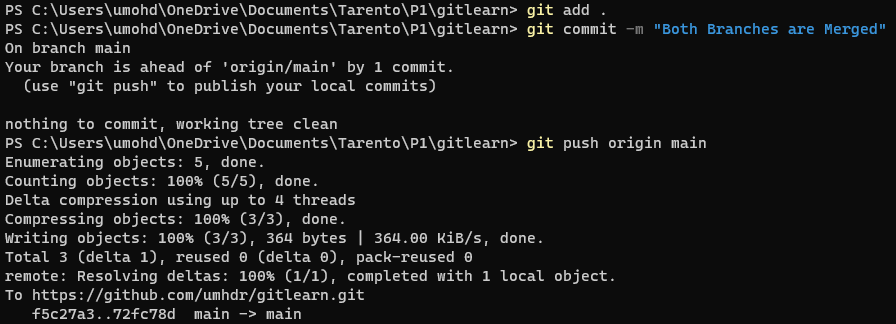 PS C:\Users\umohd\OneDrive\Documents\Tarento\P1\gitlearn> git add .
PS C:\Users\umohd\OneDrive\Documents\Tarento\P1\gitlearn> git commit -m "Both Branches are Merged"
On branch main
Your branch is ahead of 'origin/main' by 1 commit.
  (use "git push" to publish your local commits)

nothing to commit, working tree clean
PS C:\Users\umohd\OneDrive\Documents\Tarento\P1\gitlearn> git push origin main
Enumerating objects: 5, done.
Counting objects: 100% (5/5), done.
Delta compression using up to 4 threads
Compressing objects: 100% (3/3), done.
Writing objects: 100% (3/3), 364 bytes | 364.00 KiB/s, done.
Total 3 (delta 1), reused 0 (delta 0), pack-reused 0
remote: Resolving deltas: 100% (1/1), completed with 1 local object.
To https://github.com/umhdr/gitlearn.git
   f5c27a3..72fc78d  main -> main